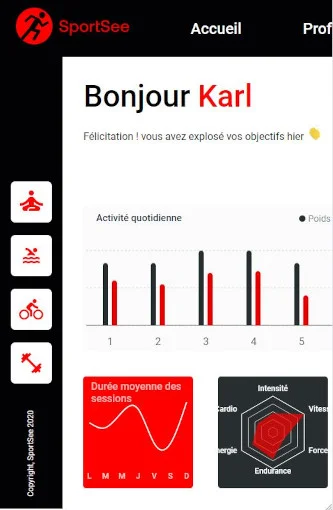 SportSee
Accueil
Prof
Bonjour Karl
Félicitation ! vous avez explosé vos objectifs hier 👏
Activité quotidienne
Poids
1 2 3 4 5
Durée moyenne des
sessions
L M M J V S D
Intensité
Cardio
Vitess
nergie
Force
Endurance
Copyright, SportSee 2020